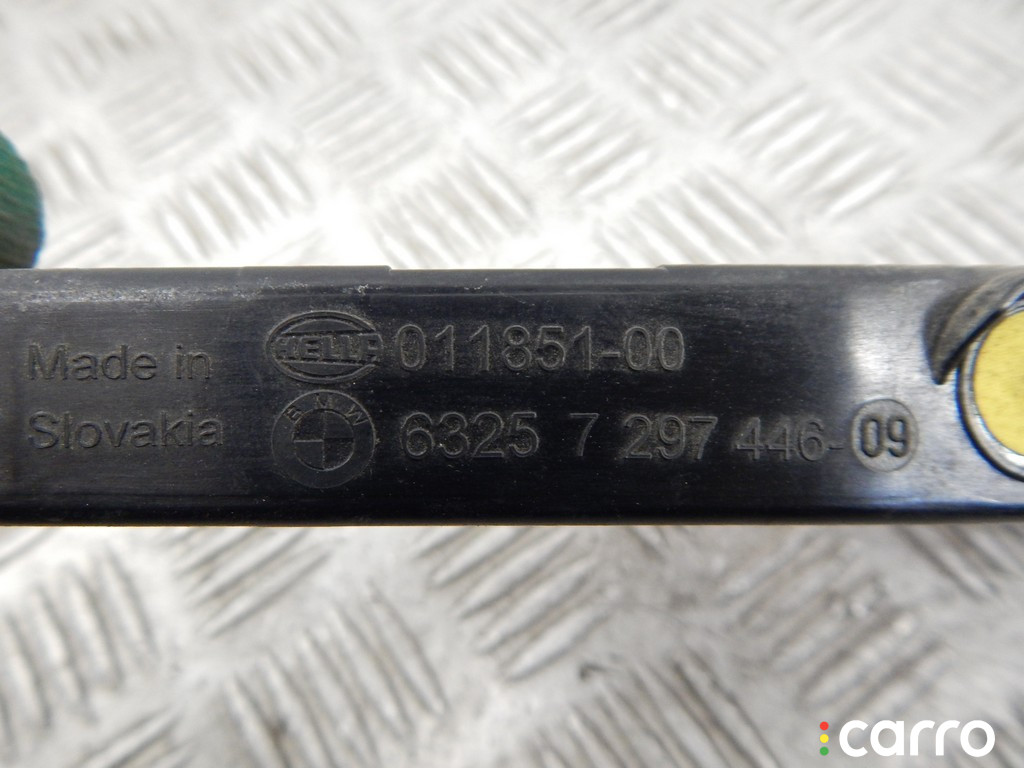 Made in
Slovakia
HELLA 011851-00
BMW 6325 7 297 446-09
carro